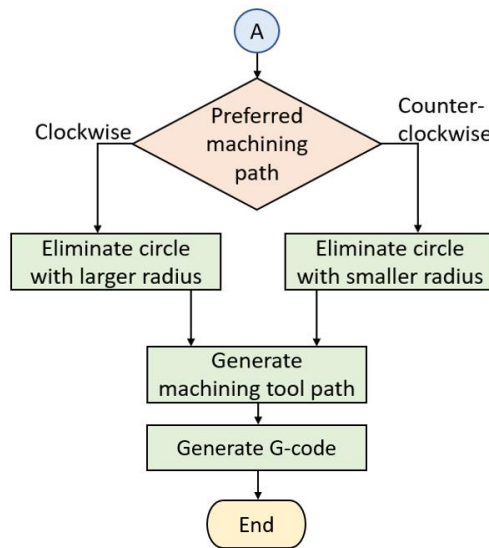 A
Preferred
machining
path
Clockwise
Counter-
clockwise
Eliminate circle
with larger radius
Eliminate circle
with smaller radius
Generate
machining tool path
Generate G-code
End